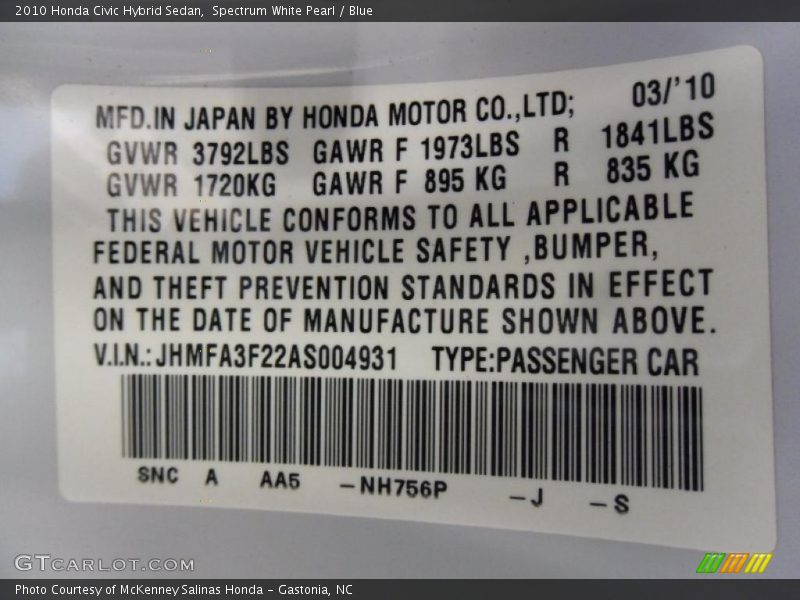 2010 Honda Civic Hybrid Sedan,  Spectrum White Pearl / Blue
MFD.IN JAPAN BY HONDA MOTOR CO.,LTD; 03/'10
GVWR 3792LBS GAWR F 1973LBS R 1841LBS
GVWR 1720KG GAWR F 895 KG R 835 KG
THIS VEHICLE CONFORMS TO ALL APPLICABLE
FEDERAL MOTOR VEHICLE SAFETY ,BUMPER,
AND THEFT PREVENTION STANDARDS IN EFFECT
ON THE DATE OF MANUFACTURE SHOWN ABOVE.
V.I.N.: JHMFA3F22AS004931 TYPE:PASSENGER CAR
SNC A AA5 –NH756P –J –S
GTCARLOT.COM
Photo Courtesy of McKenney Salinas Honda – Gastonia, NC